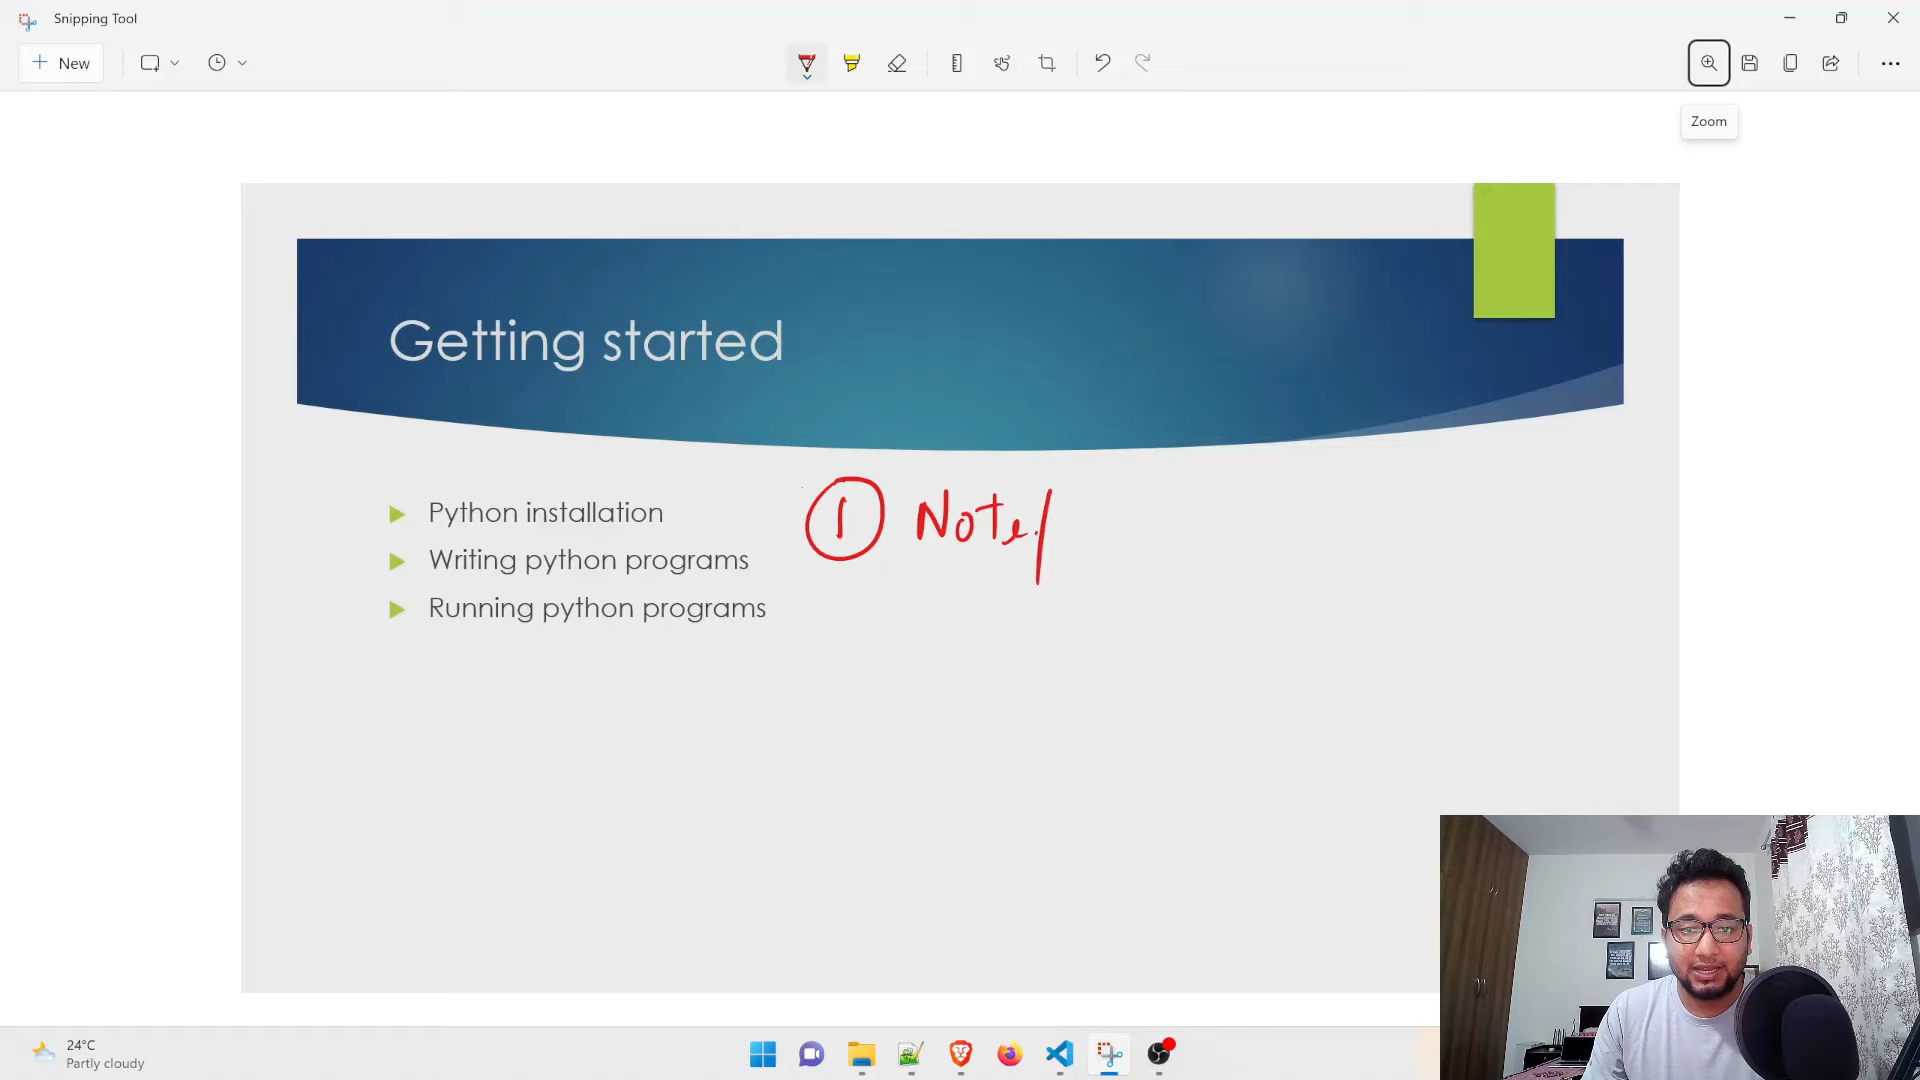 Snipping Tool
New
Zoom
Getting started
Python installation
Writing python programs
Running python programs
1 Note
24°C
Partly cloudy